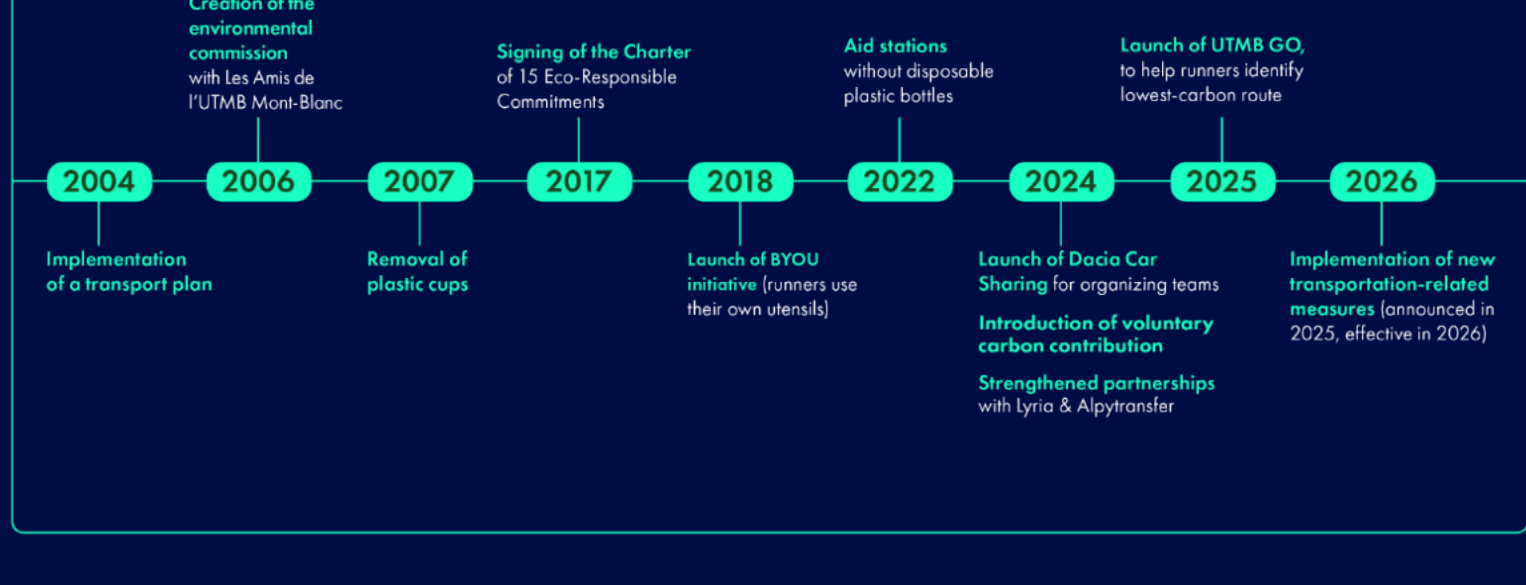 Creation of the
environmental
commission
with Les Amis de
l'UTMB Mont-Blanc
Signing of the Charter
of 15 Eco-Responsible
Commitments
Aid stations
without disposable
plastic bottles
Launch of UTMB GO,
to help runners identify
lowest-carbon route
2004
2006
2007
2017
2018
2022
2024
2025
2026
Implementation
of a transport plan
Removal of
plastic cups
Launch of BYOU
initiative (runners use
their own utensils)
Launch of Dacia Car
Sharing for organizing teams
Introduction of voluntary
carbon contribution
Strengthened partnerships
with Lyria & Alpytransfer
Implementation of new
transportation-related
measures (announced in
2025, effective in 2026)